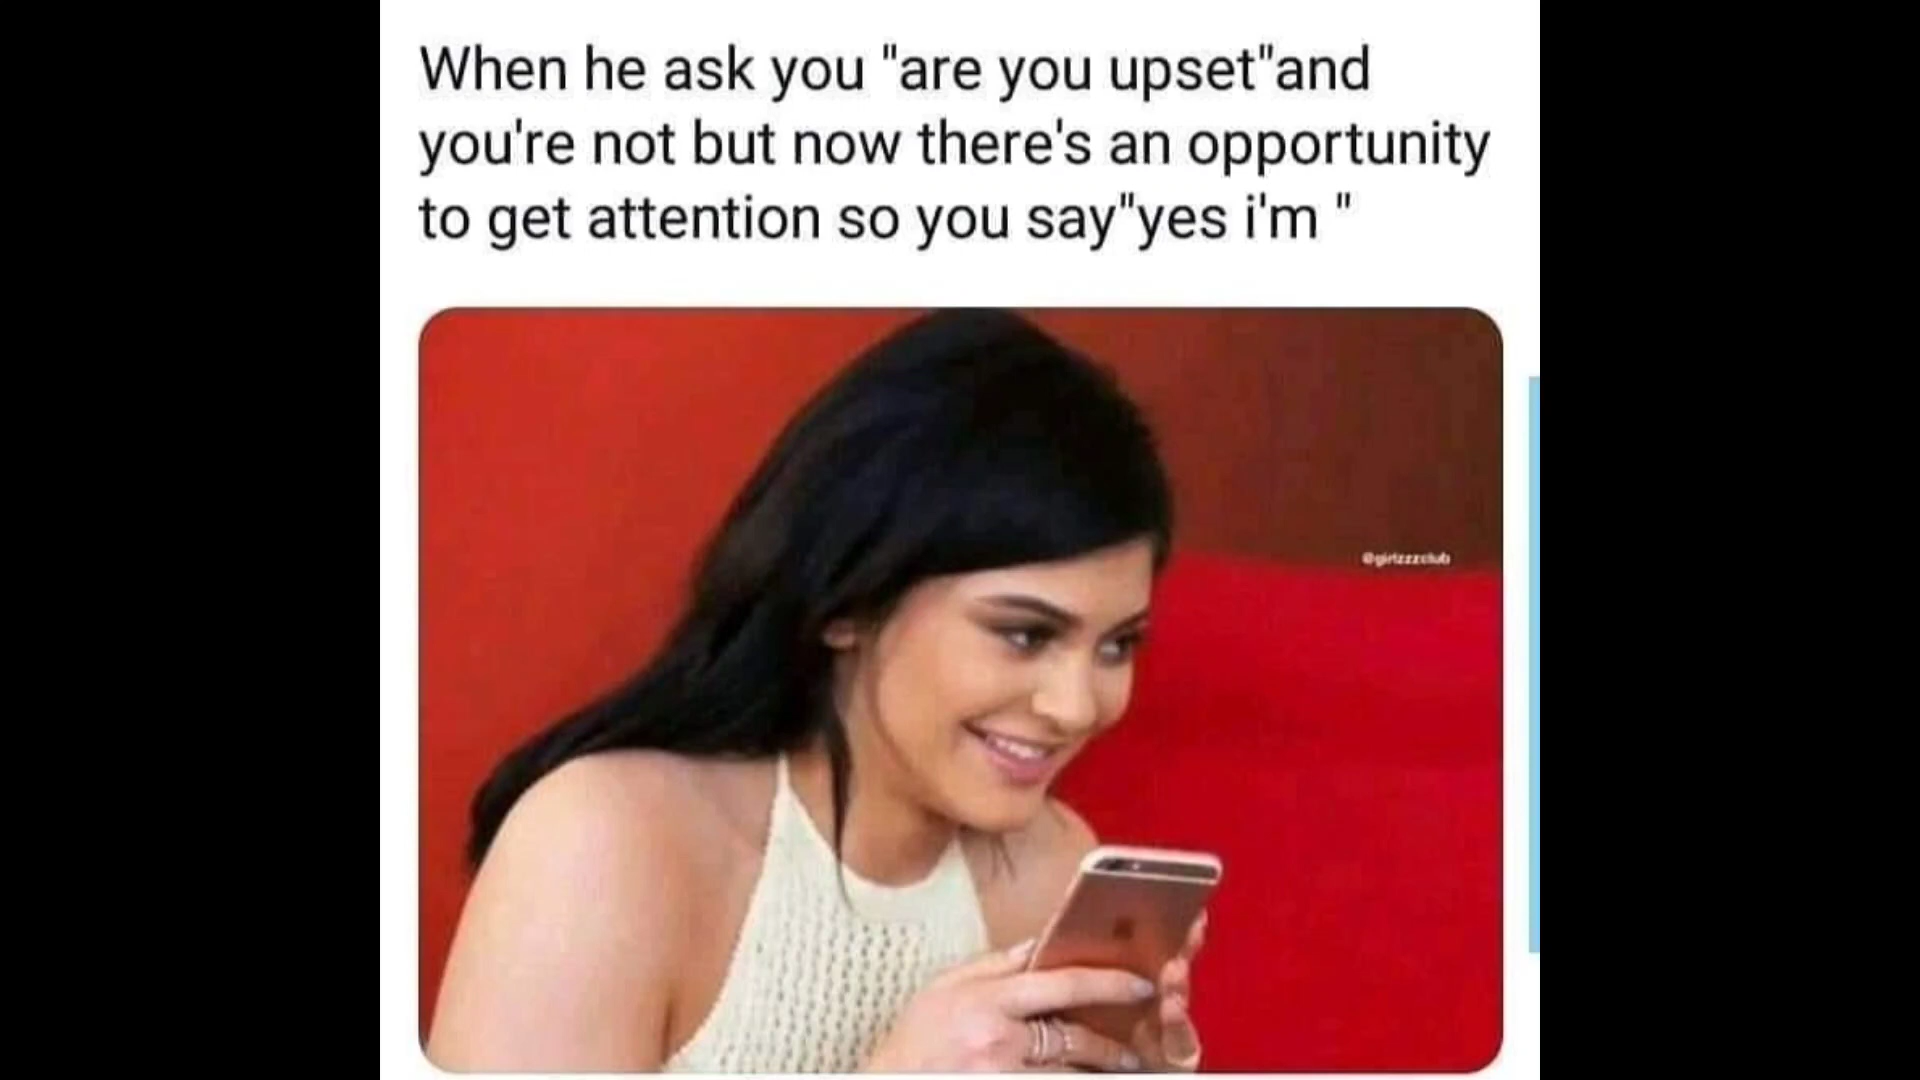 When he ask you "are you upset"and
you're not but now there's an opportunity
to get attention so you say"yes i'm "
@girlzzzclub